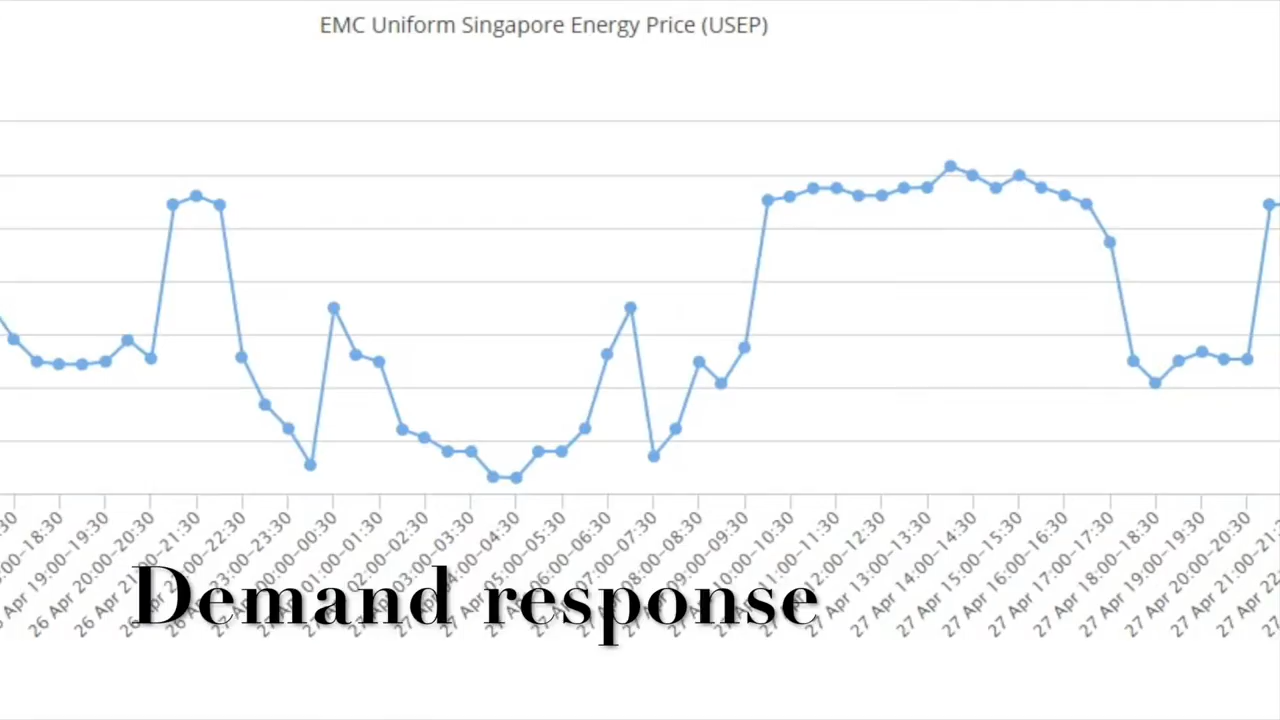 EMC Uniform Singapore Energy Price (USEP)
:30
:00-18:30
26 Apr 19:00-19:30
26 Apr 20:00-20:30
26 Apr 21:00-21:30
26 Apr 22:00-22:30
26 Apr 23:00-23:30
27 Apr 00:00-00:30
27 Apr 01:00-01:30
27 Apr 02:00-02:30
27 Apr 03:00-03:30
27 Apr 04:00-04:30
27 Apr 05:00-05:30
27 Apr 06:00-06:30
27 Apr 07:00-07:30
27 Apr 08:00-08:30
27 Apr 09:00-09:30
27 Apr 10:00-10:30
27 Apr 11:00-11:30
27 Apr 12:00-12:30
27 Apr 13:00-13:30
27 Apr 14:00-14:30
27 Apr 15:00-15:30
27 Apr 16:00-16:30
27 Apr 17:00-17:30
27 Apr 18:00-18:30
27 Apr 19:00-19:30
27 Apr 20:00-20:30
27 Apr 21:00-21:
27 Apr 22:
Demand response